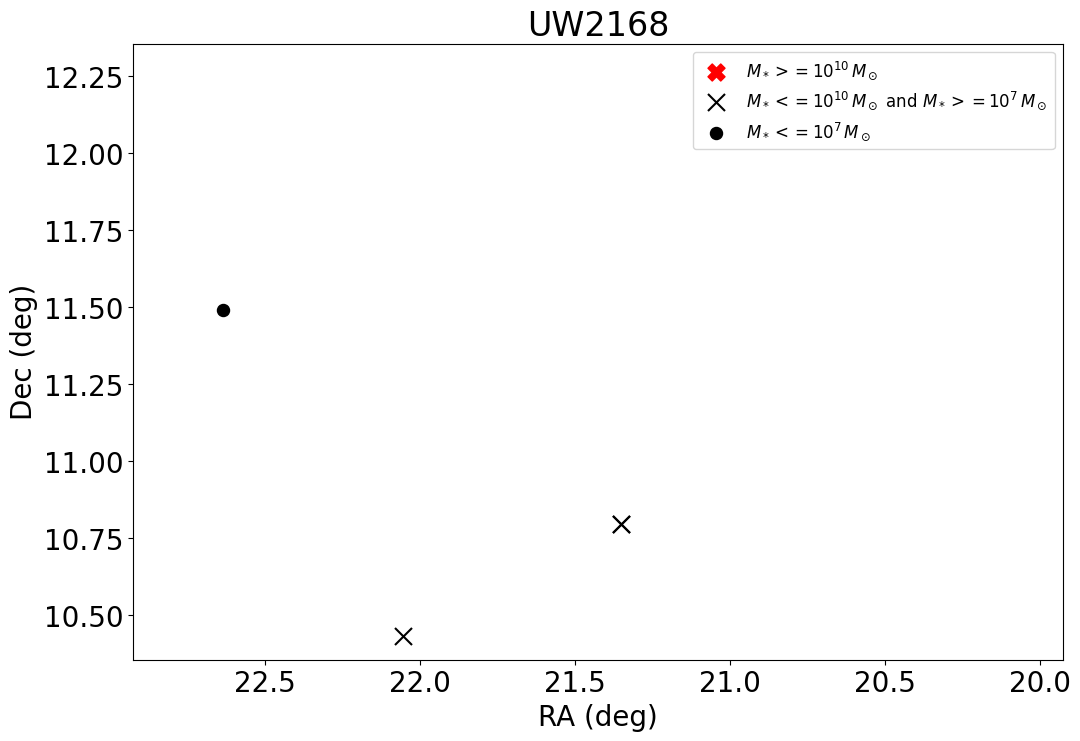 UW2168
M* >= 10^10 M⊙
M* <= 10^10 M⊙ and M* >= 10^7 M⊙
M* <= 10^7 M⊙
12.25
12.00
11.75
11.50
11.25
11.00
10.75
10.50
Dec (deg)
22.5 22.0 21.5 21.0 20.5 20.0
RA (deg)